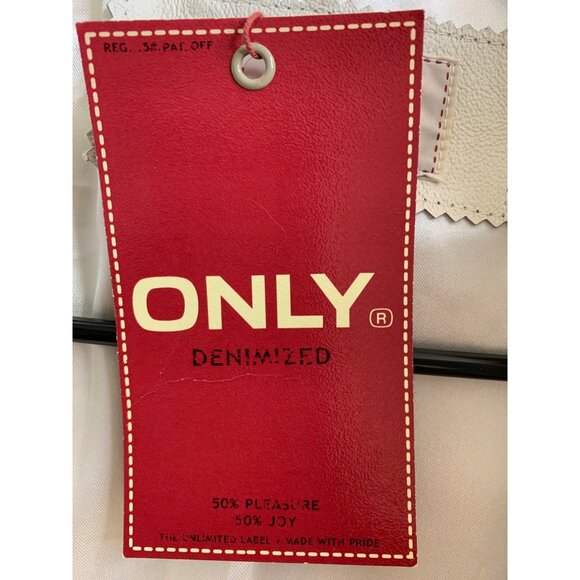 REG. .S#.PAT. OFF
ONLY ®
DENIMIZED
50% PLEASURE
50% JOY
THE UNLIMITED LABEL • MADE WITH PRIDE